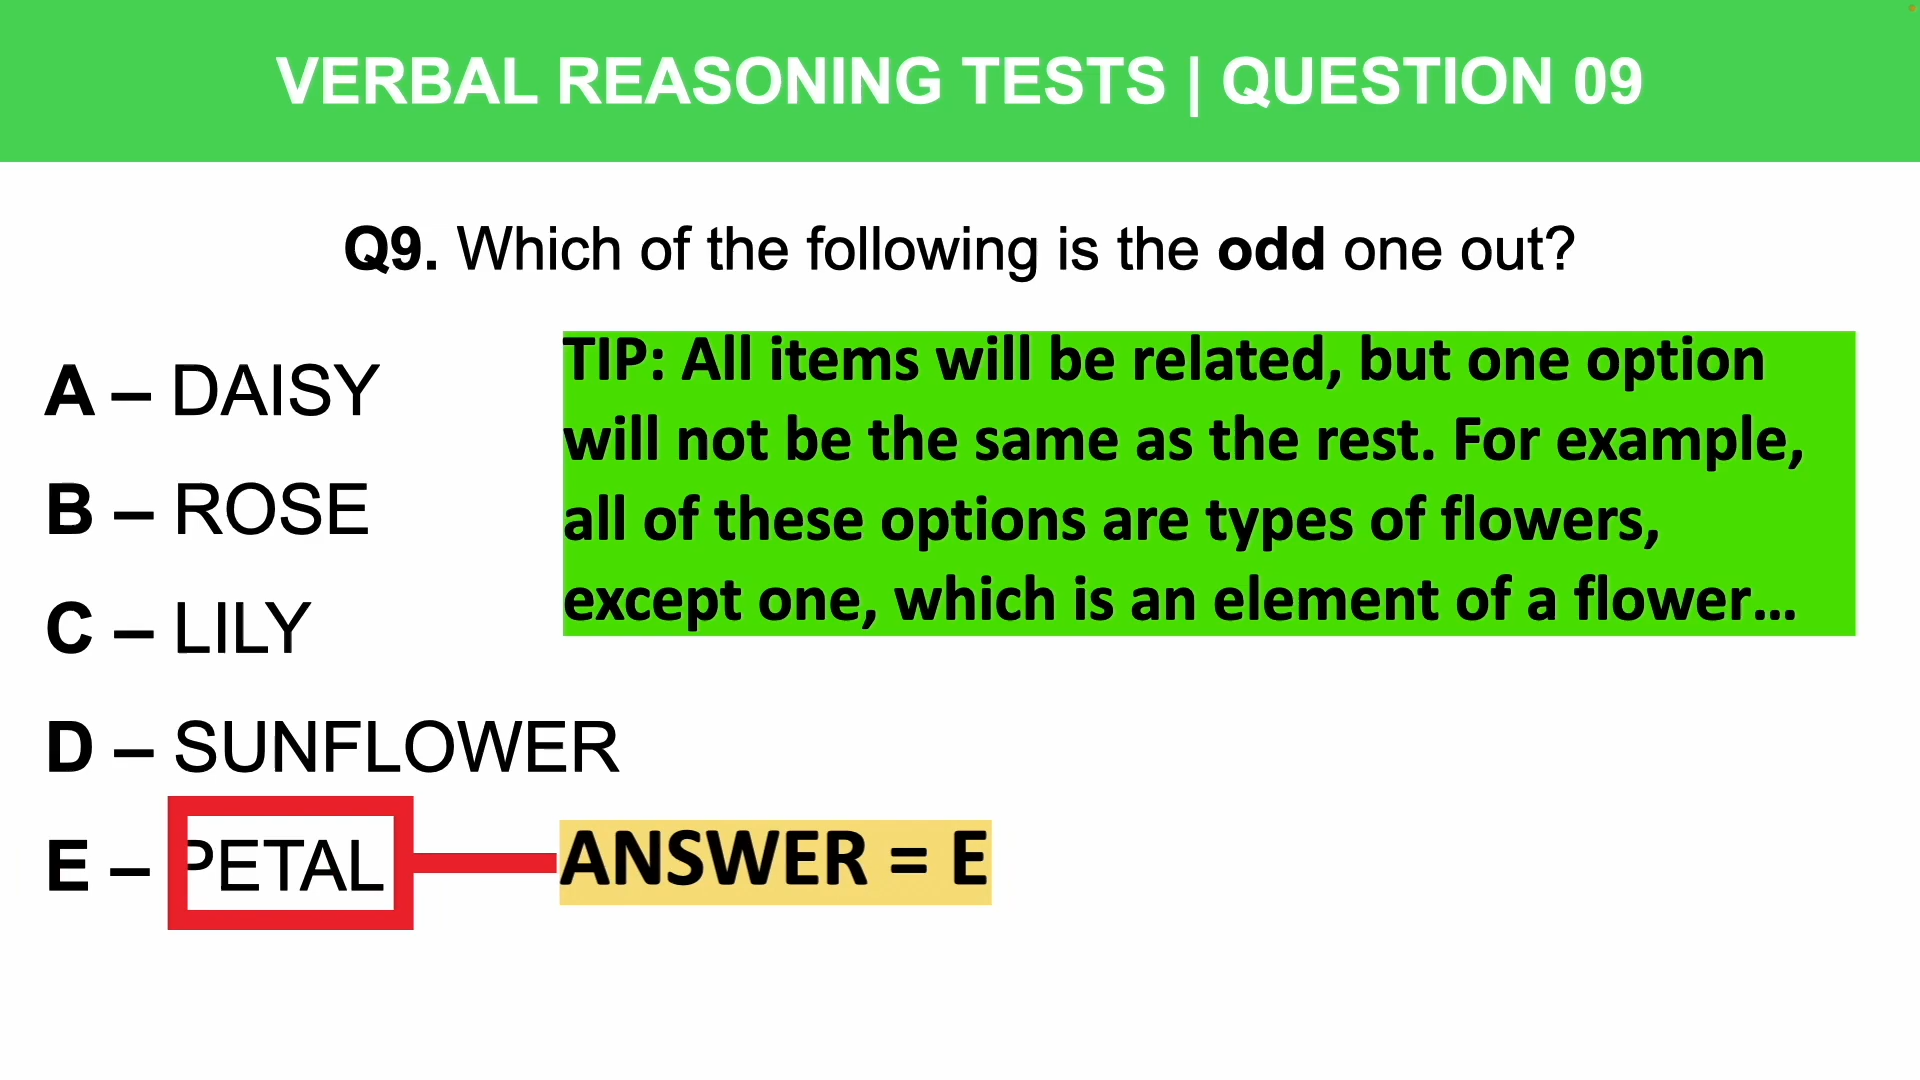 VERBAL REASONING TESTS | QUESTION 09
Q9. Which of the following is the odd one out?
A – DAISY
B – ROSE
C – LILY
D – SUNFLOWER
E – PETAL
TIP: All items will be related, but one option
will not be the same as the rest. For example,
all of these options are types of flowers,
except one, which is an element of a flower...
ANSWER = E